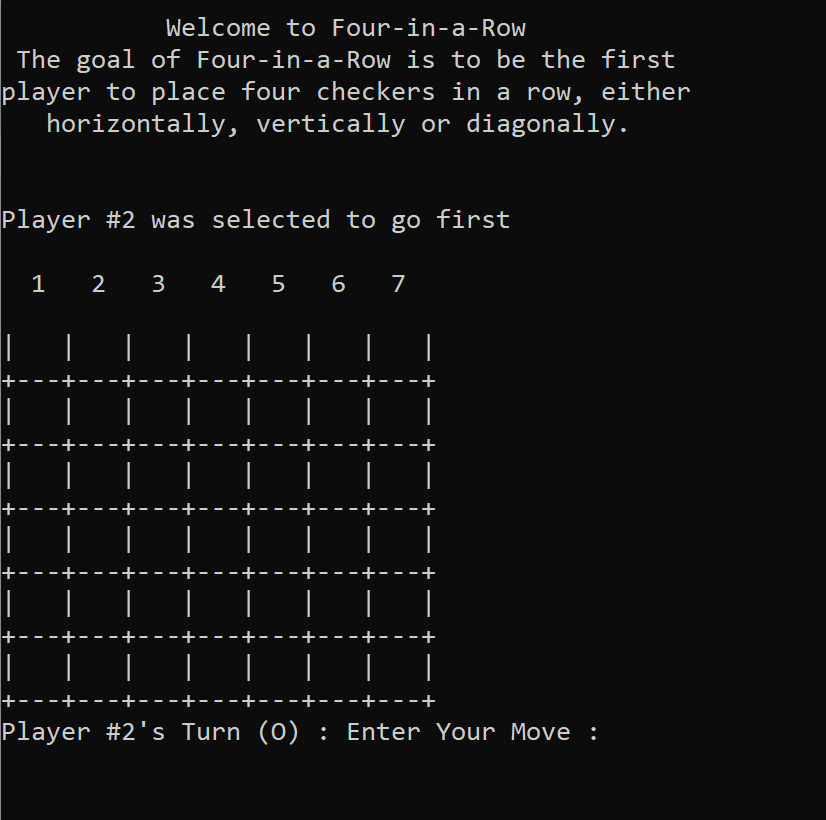 Welcome to Four-in-a-Row
The goal of Four-in-a-Row is to be the first
player to place four checkers in a row, either
horizontally, vertically or diagonally.
Player #2 was selected to go first
1   2   3   4   5   6   7
|   |   |   |   |   |   |   |
+---+---+---+---+---+---+---+
|   |   |   |   |   |   |   |
+---+---+---+---+---+---+---+
|   |   |   |   |   |   |   |
+---+---+---+---+---+---+---+
|   |   |   |   |   |   |   |
+---+---+---+---+---+---+---+
|   |   |   |   |   |   |   |
+---+---+---+---+---+---+---+
|   |   |   |   |   |   |   |
+---+---+---+---+---+---+---+
Player #2's Turn (O) : Enter Your Move :